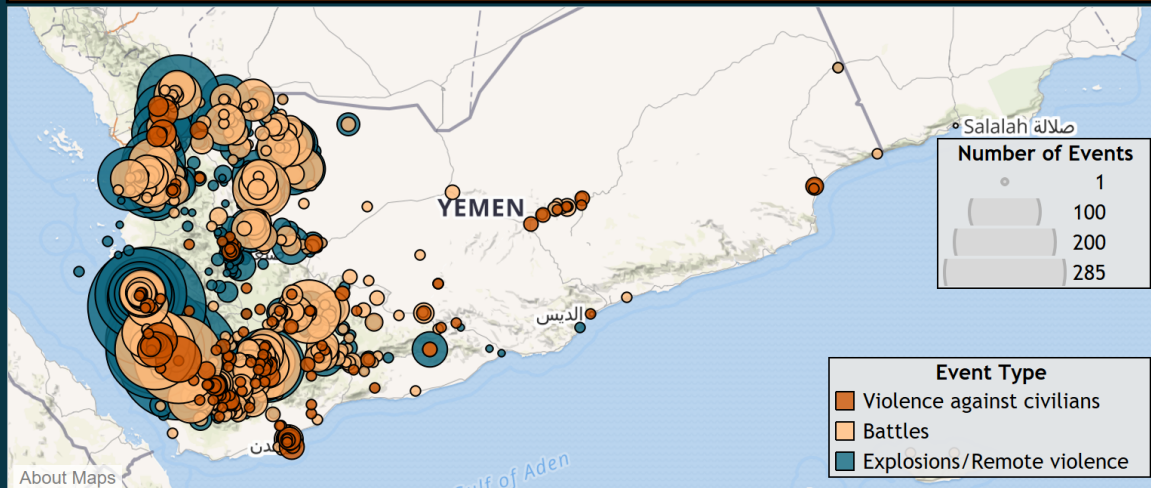 Salalah صلالة
Number of Events
1
100
200
285
YEMEN
الديس
Event Type
Violence against civilians
Battles
Explosions/Remote violence
عدن
Gulf of Aden
About Maps